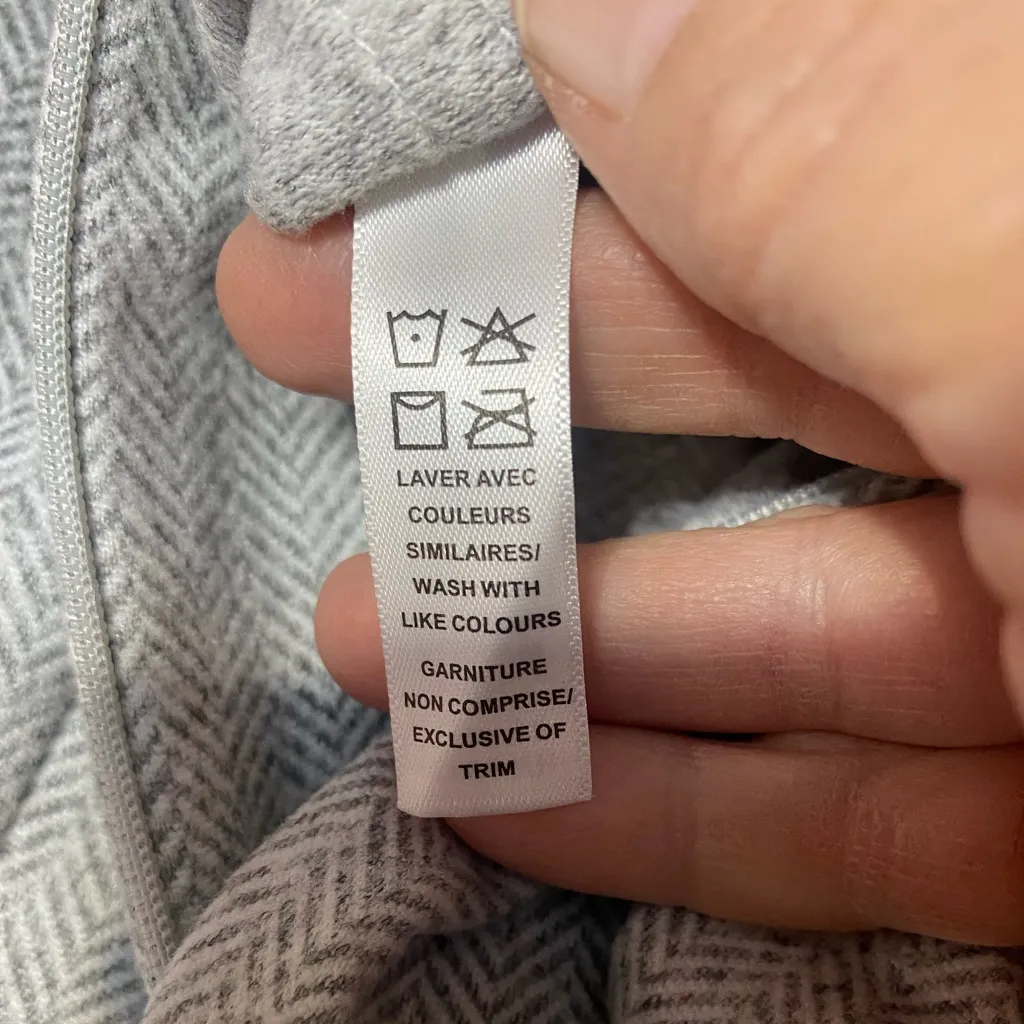 LAVER AVEC
COULEURS
SIMILAIRES/
WASH WITH
LIKE COLOURS
GARNITURE
NON COMPRISE/
EXCLUSIVE OF
TRIM